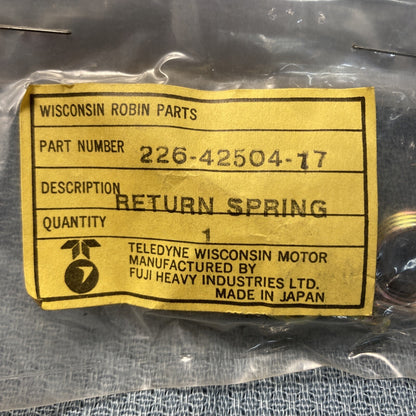 WISCONSIN ROBIN PARTS
PART NUMBER 226-42504-17
DESCRIPTION RETURN SPRING
QUANTITY 1
TELEDYNE WISCONSIN MOTOR
MANUFACTURED BY
FUJI HEAVY INDUSTRIES LTD.
MADE IN JAPAN